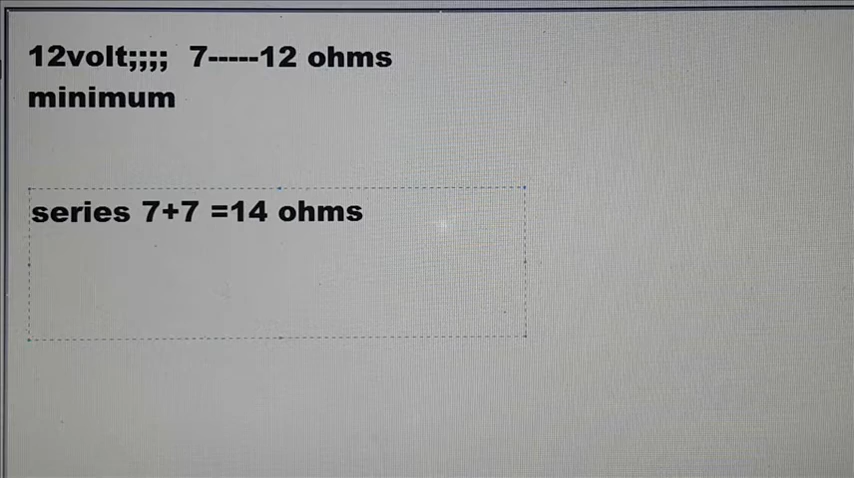 12volt;;;; 7-----12 ohms
minimum
series 7+7 =14 ohms